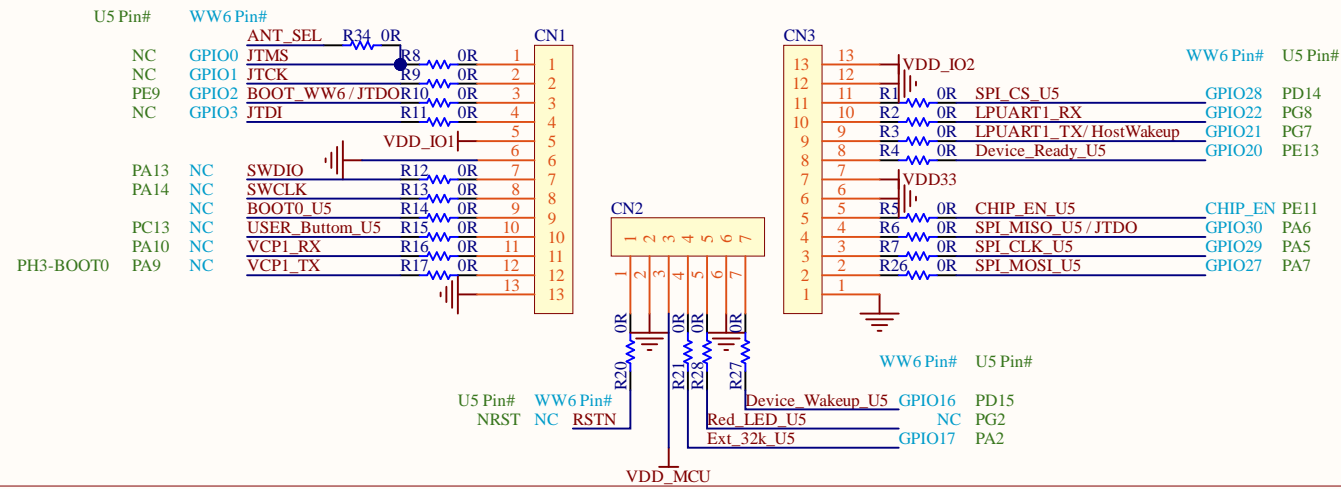 U5 Pin# WW6 Pin#
ANT_SEL R34 0R CN1 CN3
NC GPIO0 JTMS R8 0R 1 1 13 13 VDD_IO2 WW6 Pin# U5 Pin#
NC GPIO1 JTCK R9 0R 2 2 12 12
PE9 GPIO2 BOOT_WW6/JTDO R10 0R 3 3 11 11 R1 0R SPI_CS_U5 GPIO28 PD14
NC GPIO3 JTDI R11 0R 4 4 10 10 R2 0R LPUART1_RX GPIO22 PG8
VDD_IO1 5 5 9 9 R3 0R LPUART1_TX/HostWakeup GPIO21 PG7
6 6 8 8 R4 0R Device_Ready_U5 GPIO20 PE13
PA13 NC SWDIO R12 0R 7 7 7 7 VDD33
PA14 NC SWCLK R13 0R 8 8 6 6
NC BOOT0_U5 R14 0R 9 9 CN2 5 5 R5 0R CHIP_EN_U5 CHIP_EN PE11
PC13 NC USER_Buttom_U5 R15 0R 10 10 1 2 3 4 5 6 7 4 4 R6 0R SPI_MISO_U5/JTDO GPIO30 PA6
PA10 NC VCP1_RX R16 0R 11 11 3 3 R7 0R SPI_CLK_U5 GPIO29 PA5
PH3-BOOT0 PA9 NC VCP1_TX R17 0R 12 12 1 2 3 4 5 6 7 2 2 R26 0R SPI_MOSI_U5 GPIO27 PA7
13 13 1 1
0R 0R 0R 0R
R20 R21 R28 R27 WW6 Pin# U5 Pin#
U5 Pin# WW6 Pin# Device_Wakeup_U5 GPIO16 PD15
NRST NC RSTN Red_LED_U5 NC PG2
Ext_32k_U5 GPIO17 PA2
VDD_MCU